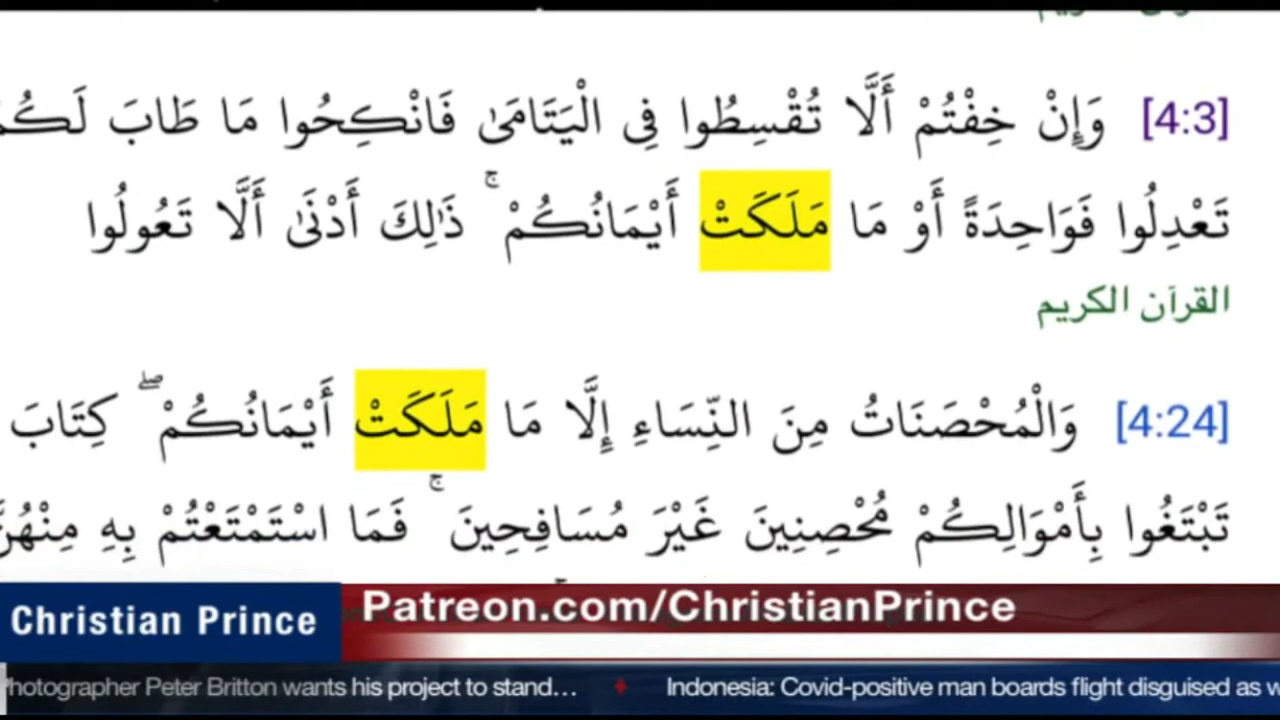 [4:3] وَإِنْ خِفْتُمْ أَلَّا تُقْسِطُوا فِي الْيَتَامَىٰ فَانْكِحُوا مَا طَابَ لَكُمْ
تَعْدِلُوا فَوَاحِدَةً أَوْ مَا مَلَكَتْ أَيْمَانُكُمْ ۚ ذَٰلِكَ أَدْنَىٰ أَلَّا تَعُولُوا
القرآن الكريم
[4:24] وَالْمُحْصَنَاتُ مِنَ النِّسَاءِ إِلَّا مَا مَلَكَتْ أَيْمَانُكُمْ ۖ كِتَابَ
تَبْتَغُوا بِأَمْوَالِكُمْ مُحْصِنِينَ غَيْرَ مُسَافِحِينَ ۚ فَمَا اسْتَمْتَعْتُمْ بِهِ مِنْهُنَّ
Christian Prince
Patreon.com/ChristianPrince
Photographer Peter Britton wants his project to stand... ♦ Indonesia: Covid-positive man boards flight disguised as w